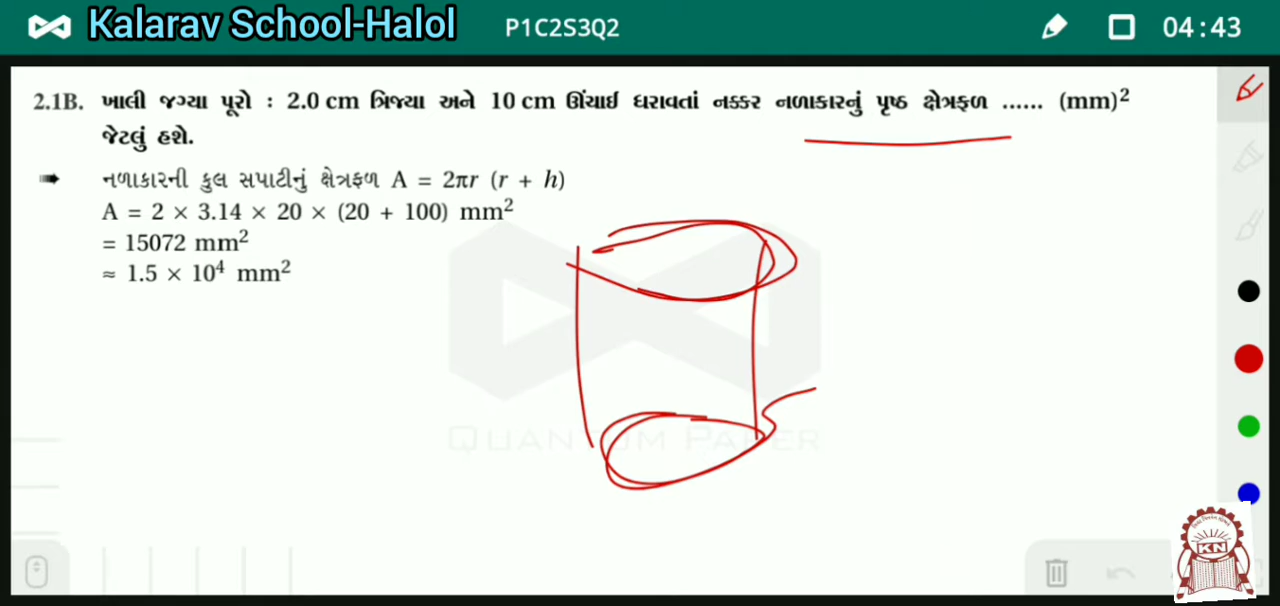 Kalarav School-Halol P1C2S3Q2 04:43
2.1B. ખાલી જગ્યા પૂરો : 2.0 cm ત્રિજ્યા અને 10 cm ઊંચાઈ ધરાવતાં નક્કર નળાકારનું પૃષ્ઠ ક્ષેત્રફળ ...... (mm)²
જેટલું હશે.
➠ નળાકારની કુલ સપાટીનું ક્ષેત્રફળ A = 2πr (r + h)
A = 2 × 3.14 × 20 × (20 + 100) mm²
= 15072 mm²
≈ 1.5 × 10⁴ mm²
QUANTUM PAPER
KN